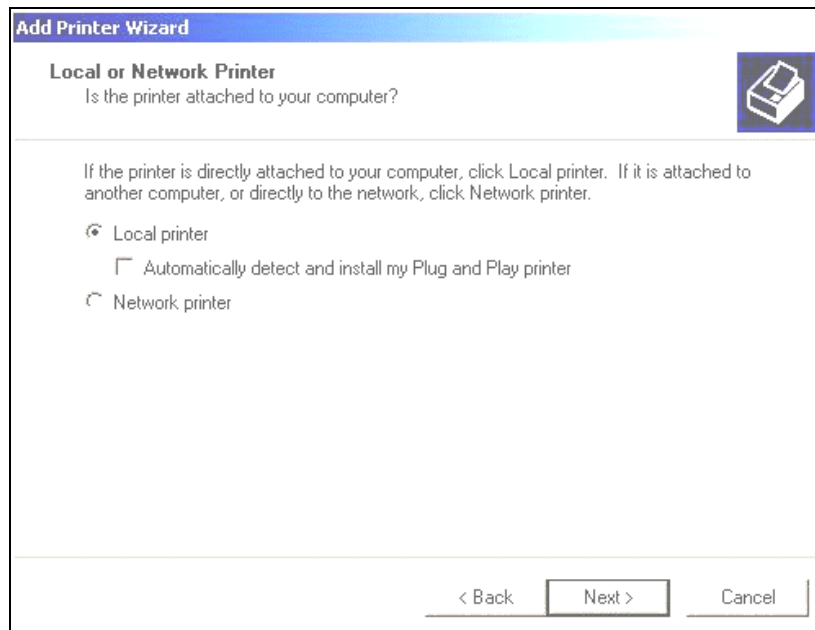 Add Printer Wizard
Local or Network Printer
Is the printer attached to your computer?
If the printer is directly attached to your computer, click Local printer.  If it is attached to
another computer, or directly to the network, click Network printer.
Local printer
Automatically detect and install my Plug and Play printer
Network printer
< Back
Next >
Cancel